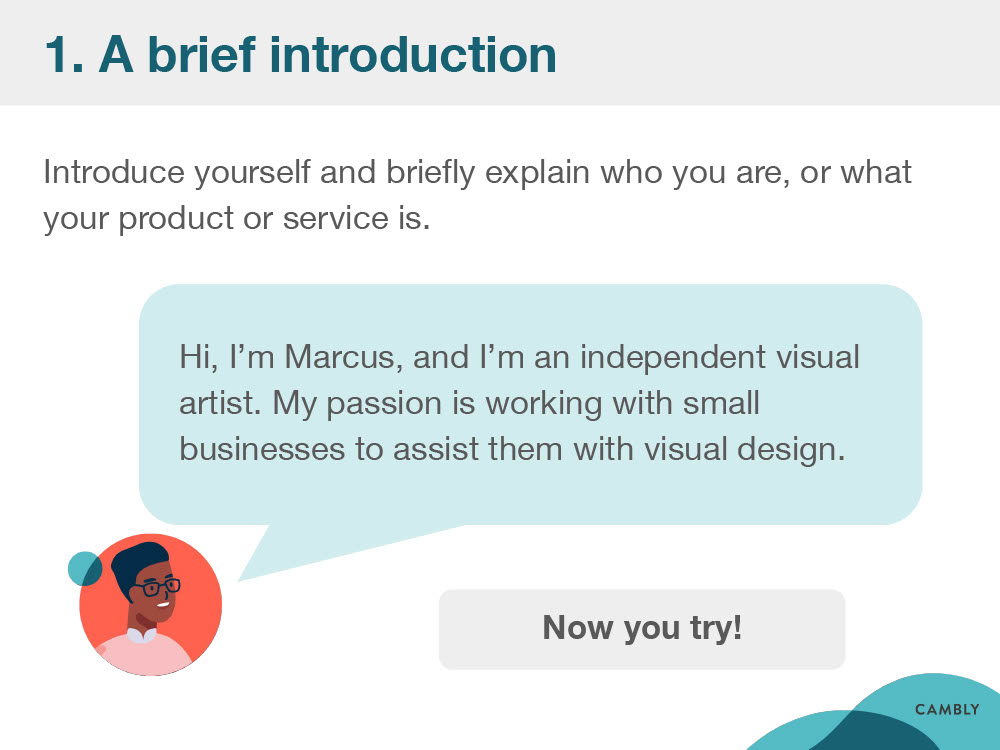 1. A brief introduction
Introduce yourself and briefly explain who you are, or what
your product or service is.
Hi, I’m Marcus, and I’m an independent visual
artist. My passion is working with small
businesses to assist them with visual design.
Now you try!
CAMBLY